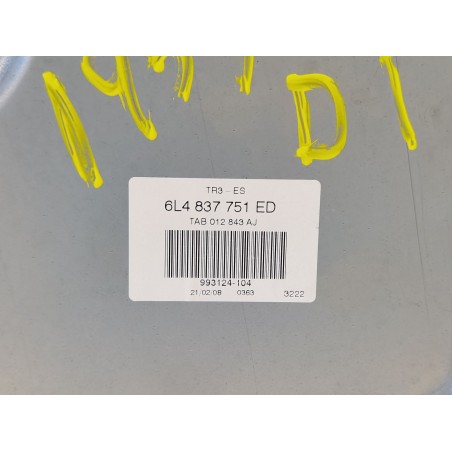 D I
TR3 - ES
6L4 837 751 ED
TAB 012 843 AJ
993124-104
21/02/08 0363 3222